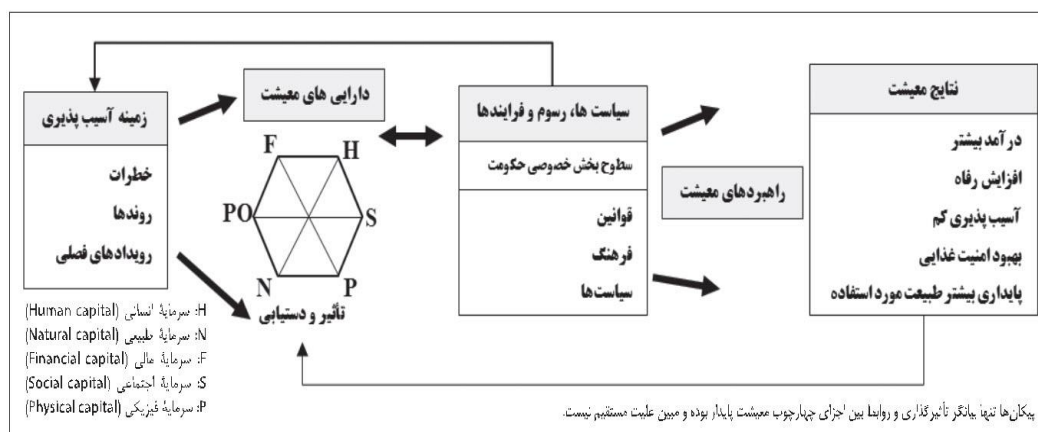 زمینه آسیب پذیری
خطرات
روندها
رویدادهای فصلی
دارایی های معیشت
F
H
PO
S
N
P
تأثیر و دستیابی
سیاست ها، رسوم و فرایندها
سطوح بخش خصوصی حکومت
قوانین
فرهنگ
سیاست‌ها
راهبردهای معیشت
نتایج معیشت
درآمد بیشتر
افزایش رفاه
آسیب پذیری کم
بهبود امنیت غذایی
پایداری بیشتر طبیعت مورد استفاده
H: سرمایهٔ انسانی (Human capital)
N: سرمایهٔ طبیعی (Natural capital)
F: سرمایهٔ مالی (Financial capital)
S: سرمایهٔ اجتماعی (Social capital)
P: سرمایهٔ فیزیکی (Physical capital)
پیکان‌ها تنها بیانگر تأثیرگذاری و روابط بین اجزای چهارچوب معیشت پایدار بوده و مبین علیت مستقیم نیست.